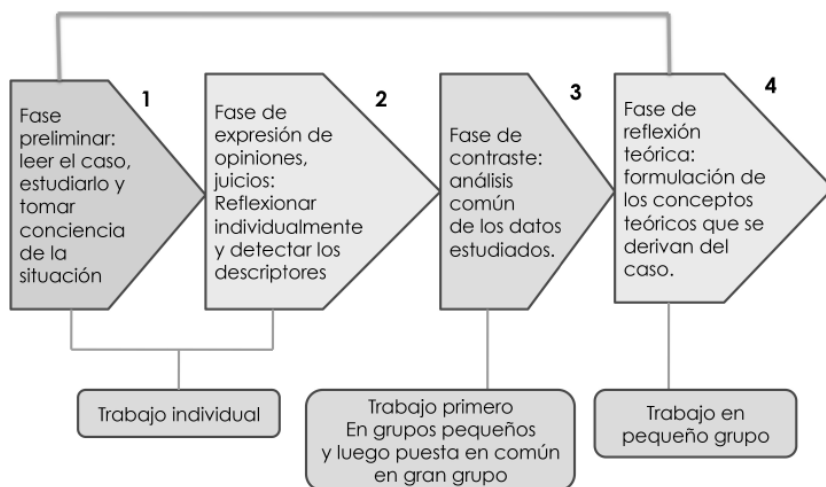 1
Fase
preliminar:
leer el caso,
estudiarlo y
tomar
conciencia
de la
situación
2
Fase de
expresión de
opiniones,
juicios:
Reflexionar
individualmente
y detectar los
descriptores
3
Fase de
contraste:
análisis
común
de los datos
estudiados.
4
Fase de
reflexión
teórica:
formulación de
los conceptos
teóricos que se
derivan del
caso.
Trabajo individual
Trabajo primero
En grupos pequeños
y luego puesta en común
en gran grupo
Trabajo en
pequeño grupo